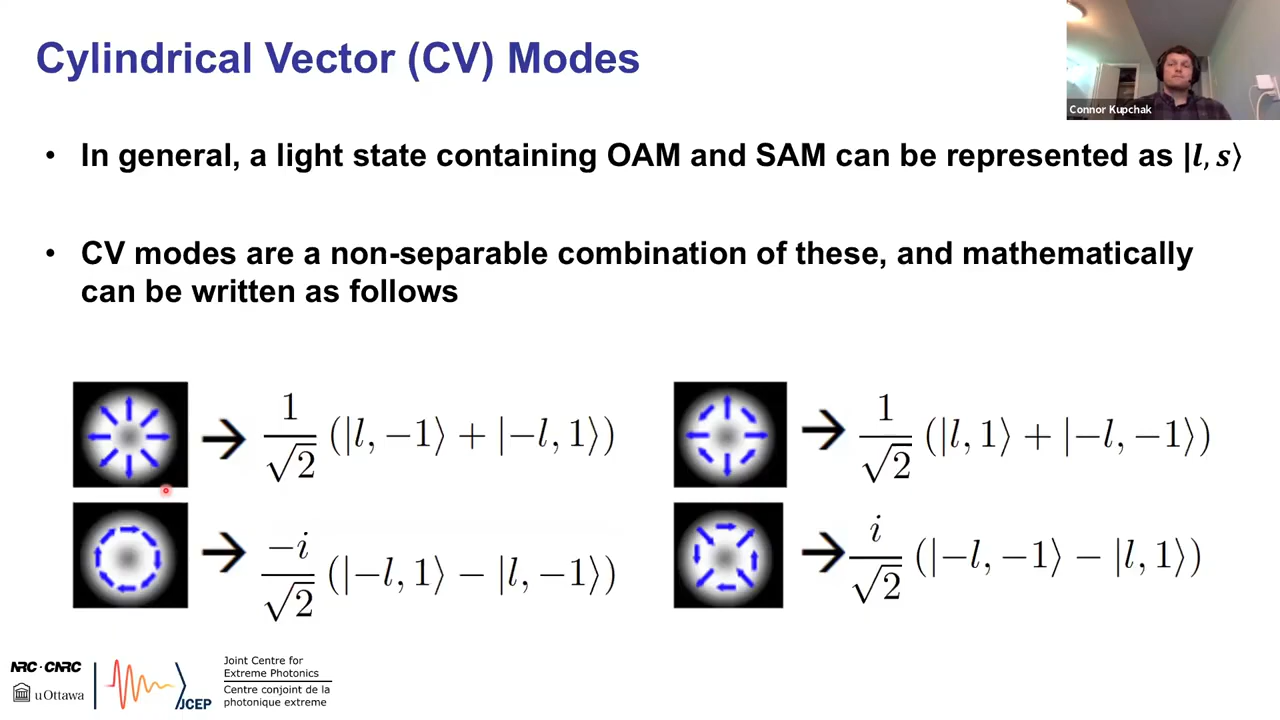 Cylindrical Vector (CV) Modes
Connor Kupchak
• In general, a light state containing OAM and SAM can be represented as |l, s⟩
• CV modes are a non-separable combination of these, and mathematically
can be written as follows
→ 1/√2 (|l, −1⟩ + |−l, 1⟩)
→ 1/√2 (|l, 1⟩ + |−l, −1⟩)
→ −i/√2 (|−l, 1⟩ − |l, −1⟩)
→ i/√2 (|−l, −1⟩ − |l, 1⟩)
NRC·CNRC
uOttawa
JCEP
Joint Centre for
Extreme Photonics
Centre conjoint de la
photonique extreme